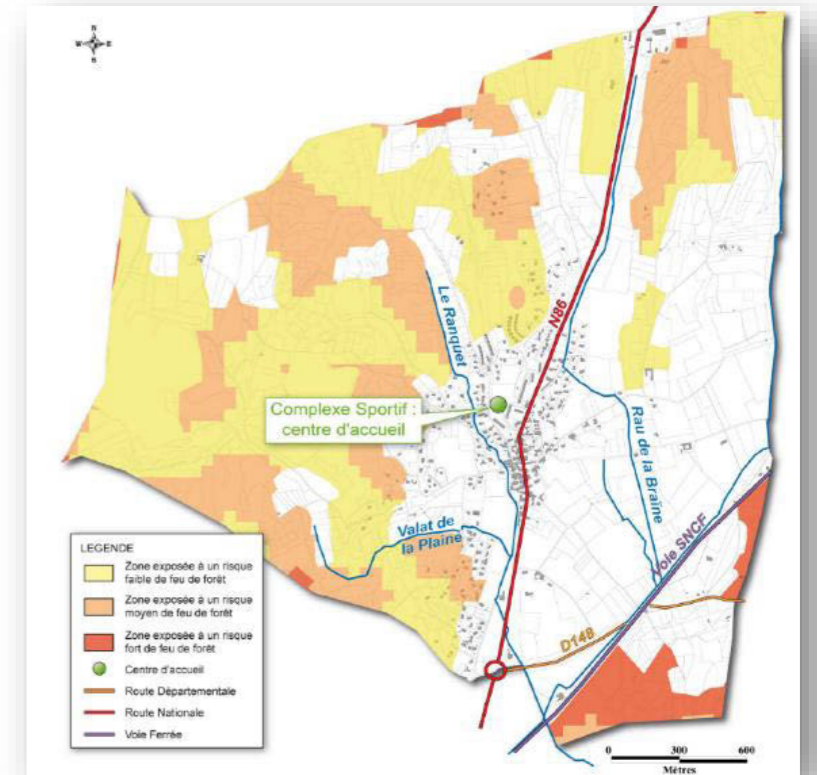 N
W E
S
N86
Le Ranquet
Complexe Sportif :
centre d'accueil
Rau de la Braïne
Valat de
la Plaine
Voie SNCF
D148
LEGENDE
Zone exposée à un risque
faible de feu de forêt
Zone exposée à un risque
moyen de feu de forêt
Zone exposée à un risque
fort de feu de forêt
Centre d'accueil
Route Départementale
Route Nationale
Voie Ferrée
0 300 600
Mètres